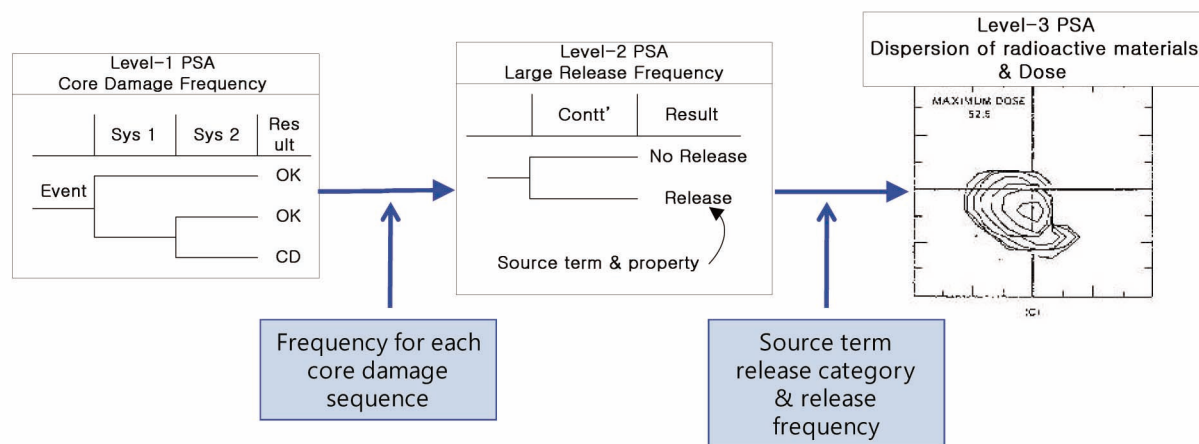 Level-1 PSA
Core Damage Frequency
Sys 1
Sys 2
Res
ult
Event
OK
OK
CD
Frequency for each
core damage
sequence
Level-2 PSA
Large Release Frequency
Contt'
Result
No Release
Release
Source term & property
Source term
release category
& release
frequency
Level-3 PSA
Dispersion of radioactive materials
& Dose
MAXIMUM DOSE